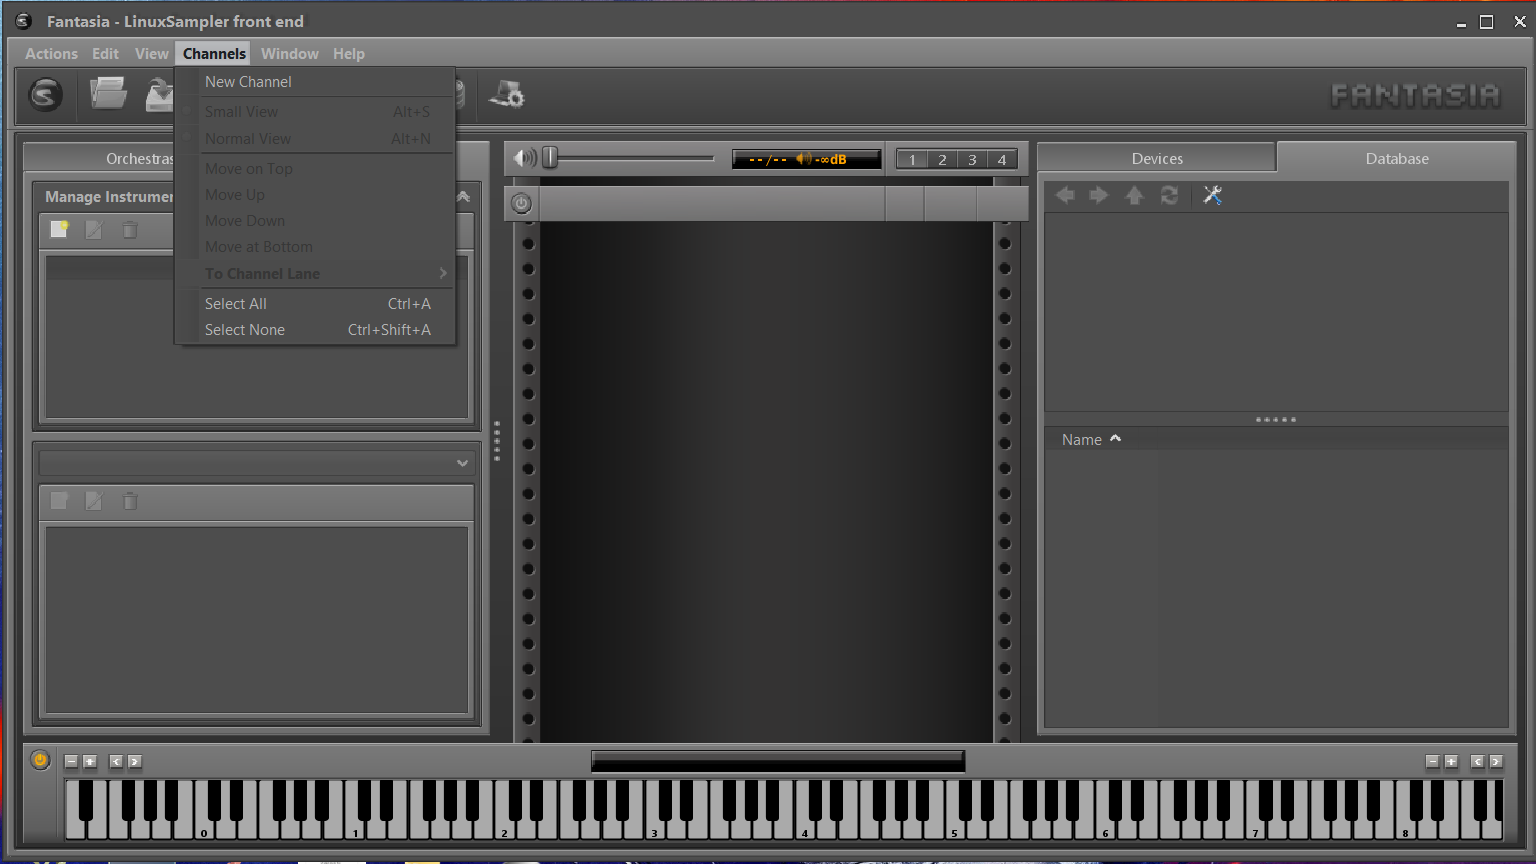 Fantasia - LinuxSampler front end
Actions Edit View Channels Window Help
New Channel
Small View Alt+S
Normal View Alt+N
Move on Top
Move Up
Move Down
Move at Bottom
To Channel Lane
Select All Ctrl+A
Select None Ctrl+Shift+A
FANTASIA
Orchestras
Manage Instrumen
--/-- -∞dB
1 2 3 4
Devices Database
Name
0 1 2 3 4 5 6 7 8